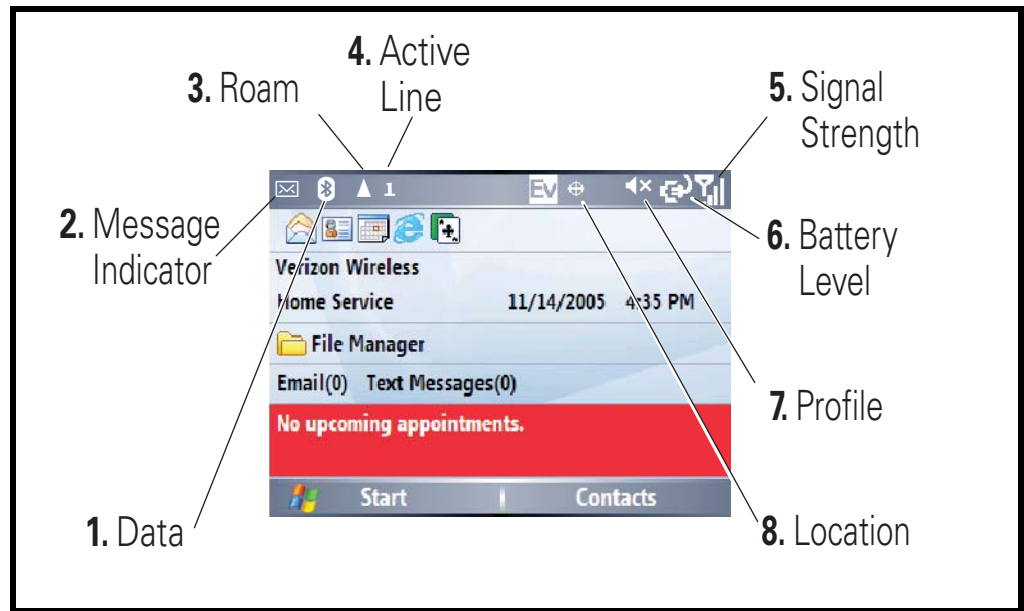 4. Active
Line
3. Roam
5. Signal
Strength
1
EV
2. Message
Indicator
6. Battery
Level
Verizon Wireless
Home Service 11/14/2005 4:35 PM
File Manager
Email(0) Text Messages(0)
7. Profile
No upcoming appointments.
Start Contacts
1. Data
8. Location